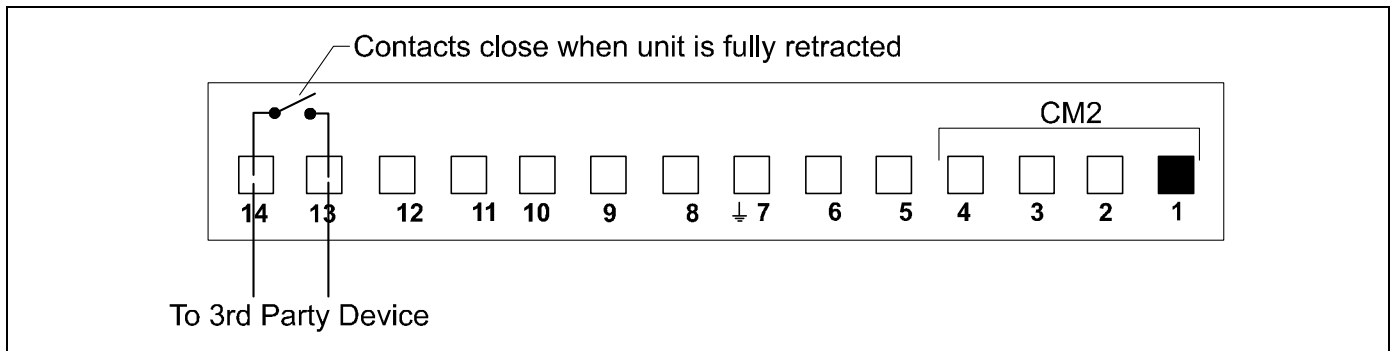 Contacts close when unit is fully retracted
CM2
14 13 12 11 10 9 8 ⏚ 7 6 5 4 3 2 1
To 3rd Party Device